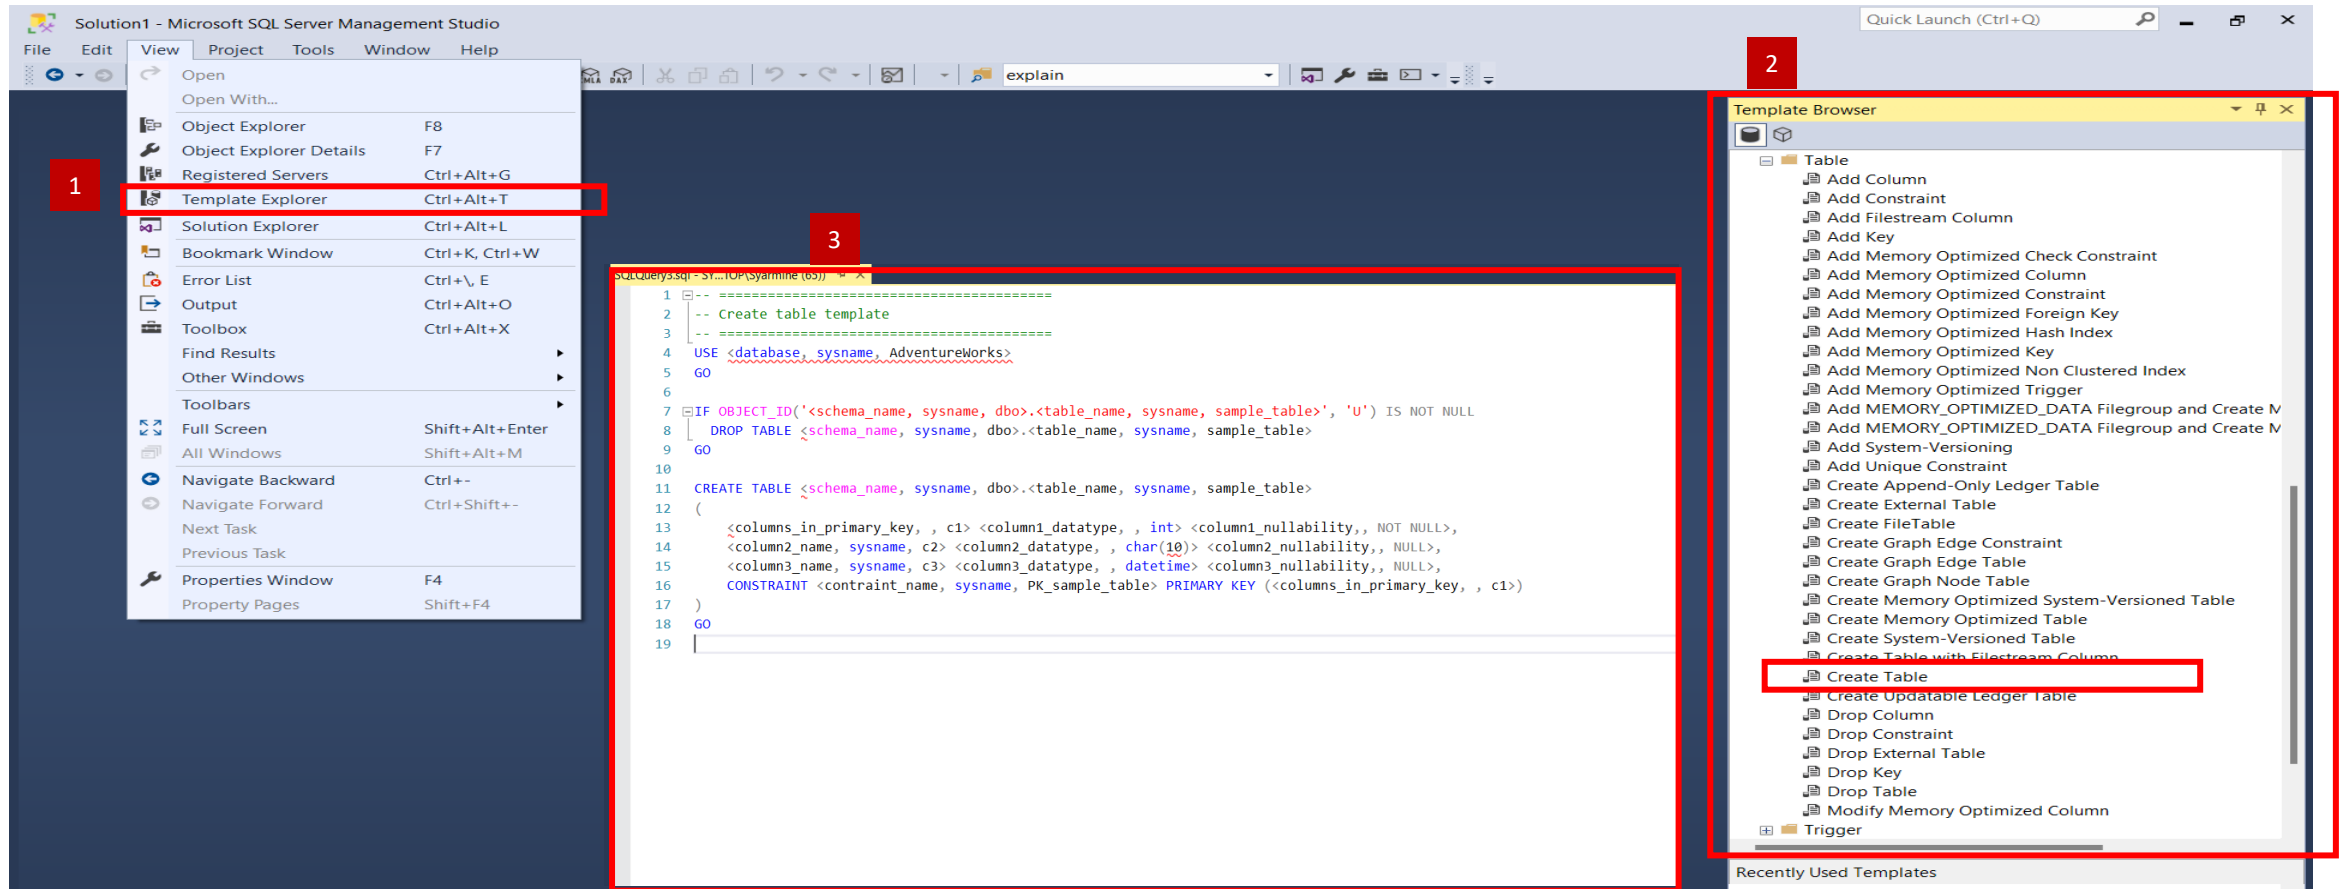 Solution1 - Microsoft SQL Server Management Studio
Quick Launch (Ctrl+Q)
File Edit View Project Tools Window Help
explain
Open
Open With...
Object Explorer F8
Object Explorer Details F7
Registered Servers Ctrl+Alt+G
1
Template Explorer Ctrl+Alt+T
Solution Explorer Ctrl+Alt+L
Bookmark Window Ctrl+K, Ctrl+W
Error List Ctrl+\, E
Output Ctrl+Alt+O
Toolbox Ctrl+Alt+X
Find Results
Other Windows
Toolbars
Full Screen Shift+Alt+Enter
All Windows Shift+Alt+M
Navigate Backward Ctrl+-
Navigate Forward Ctrl+Shift+-
Next Task
Previous Task
Properties Window F4
Property Pages Shift+F4
3
SQLQuery3.sql - SY...TOP\Syarmine (65))
1 -- =========================================
2 -- Create table template
3 -- =========================================
4 USE <database, sysname, AdventureWorks>
5 GO
6
7 IF OBJECT_ID('<schema_name, sysname, dbo>.<table_name, sysname, sample_table>', 'U') IS NOT NULL
8 DROP TABLE <schema_name, sysname, dbo>.<table_name, sysname, sample_table>
9 GO
10
11 CREATE TABLE <schema_name, sysname, dbo>.<table_name, sysname, sample_table>
12 (
13 <columns_in_primary_key, , c1> <column1_datatype, , int> <column1_nullability,, NOT NULL>,
14 <column2_name, sysname, c2> <column2_datatype, , char(10)> <column2_nullability,, NULL>,
15 <column3_name, sysname, c3> <column3_datatype, , datetime> <column3_nullability,, NULL>,
16 CONSTRAINT <contraint_name, sysname, PK_sample_table> PRIMARY KEY (<columns_in_primary_key, , c1>)
17 )
18 GO
19
2
Template Browser
Table
Add Column
Add Constraint
Add Filestream Column
Add Key
Add Memory Optimized Check Constraint
Add Memory Optimized Column
Add Memory Optimized Constraint
Add Memory Optimized Foreign Key
Add Memory Optimized Hash Index
Add Memory Optimized Key
Add Memory Optimized Non Clustered Index
Add Memory Optimized Trigger
Add MEMORY_OPTIMIZED_DATA Filegroup and Create M
Add MEMORY_OPTIMIZED_DATA Filegroup and Create M
Add System-Versioning
Add Unique Constraint
Create Append-Only Ledger Table
Create External Table
Create FileTable
Create Graph Edge Constraint
Create Graph Edge Table
Create Graph Node Table
Create Memory Optimized System-Versioned Table
Create Memory Optimized Table
Create System-Versioned Table
Create Table with Filestream Column
Create Table
Create Updatable Ledger Table
Drop Column
Drop Constraint
Drop External Table
Drop Key
Drop Table
Modify Memory Optimized Column
Trigger
Recently Used Templates